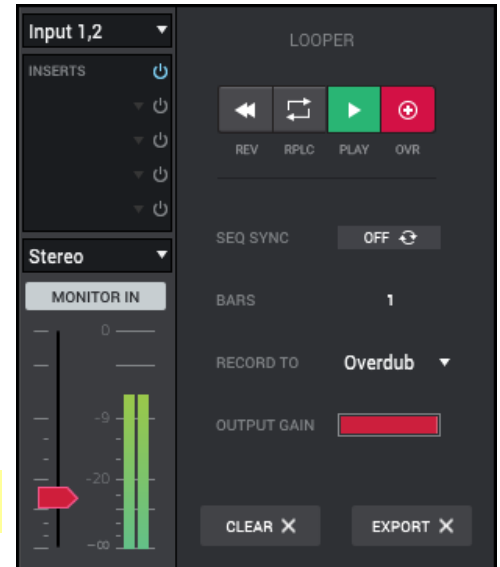 Input 1,2
INSERTS
Stereo
MONITOR IN
0
-9
-20
-∞
LOOPER
REV RPLC PLAY OVR
SEQ SYNC OFF
BARS 1
RECORD TO Overdub
OUTPUT GAIN
CLEAR EXPORT